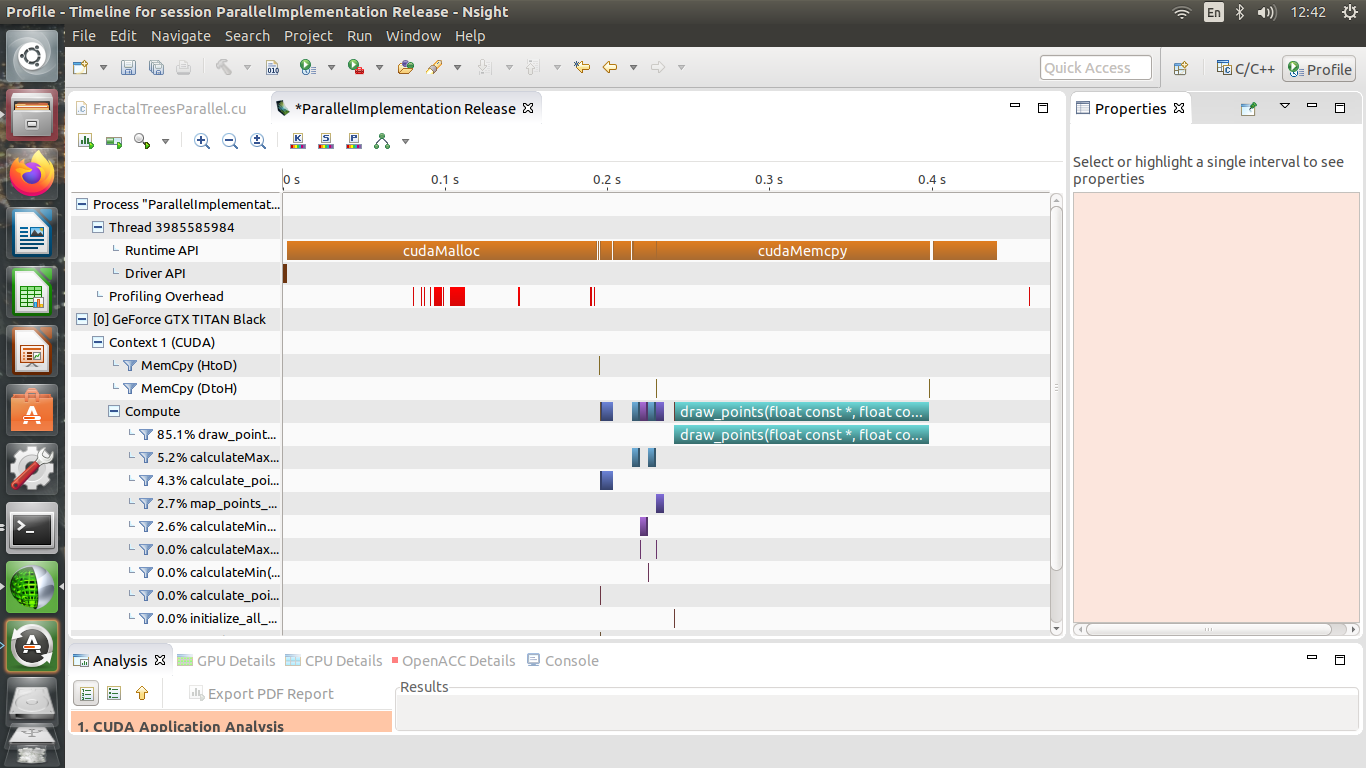 Profile - Timeline for session ParallelImplementation Release - Nsight
En
12:42
File Edit Navigate Search Project Run Window Help
010
Quick Access
C/C++
Profile
FractalTreesParallel.cu
*ParallelImplementation Release
Properties
K
S
P
Select or highlight a single interval to see
properties
0 s
0.1 s
0.2 s
0.3 s
0.4 s
Process "ParallelImplementat...
Thread 3985585984
Runtime API
cudaMalloc
cudaMemcpy
Driver API
Profiling Overhead
[0] GeForce GTX TITAN Black
Context 1 (CUDA)
MemCpy (HtoD)
MemCpy (DtoH)
Compute
draw_points(float const *, float co...
85.1% draw_point...
draw_points(float const *, float co...
5.2% calculateMax...
4.3% calculate_poi...
2.7% map_points_...
2.6% calculateMin...
0.0% calculateMax...
0.0% calculateMin(...
0.0% calculate_poi...
0.0% initialize_all_...
Analysis
GPU Details
CPU Details
OpenACC Details
Console
Export PDF Report
Results
1. CUDA Application Analysis